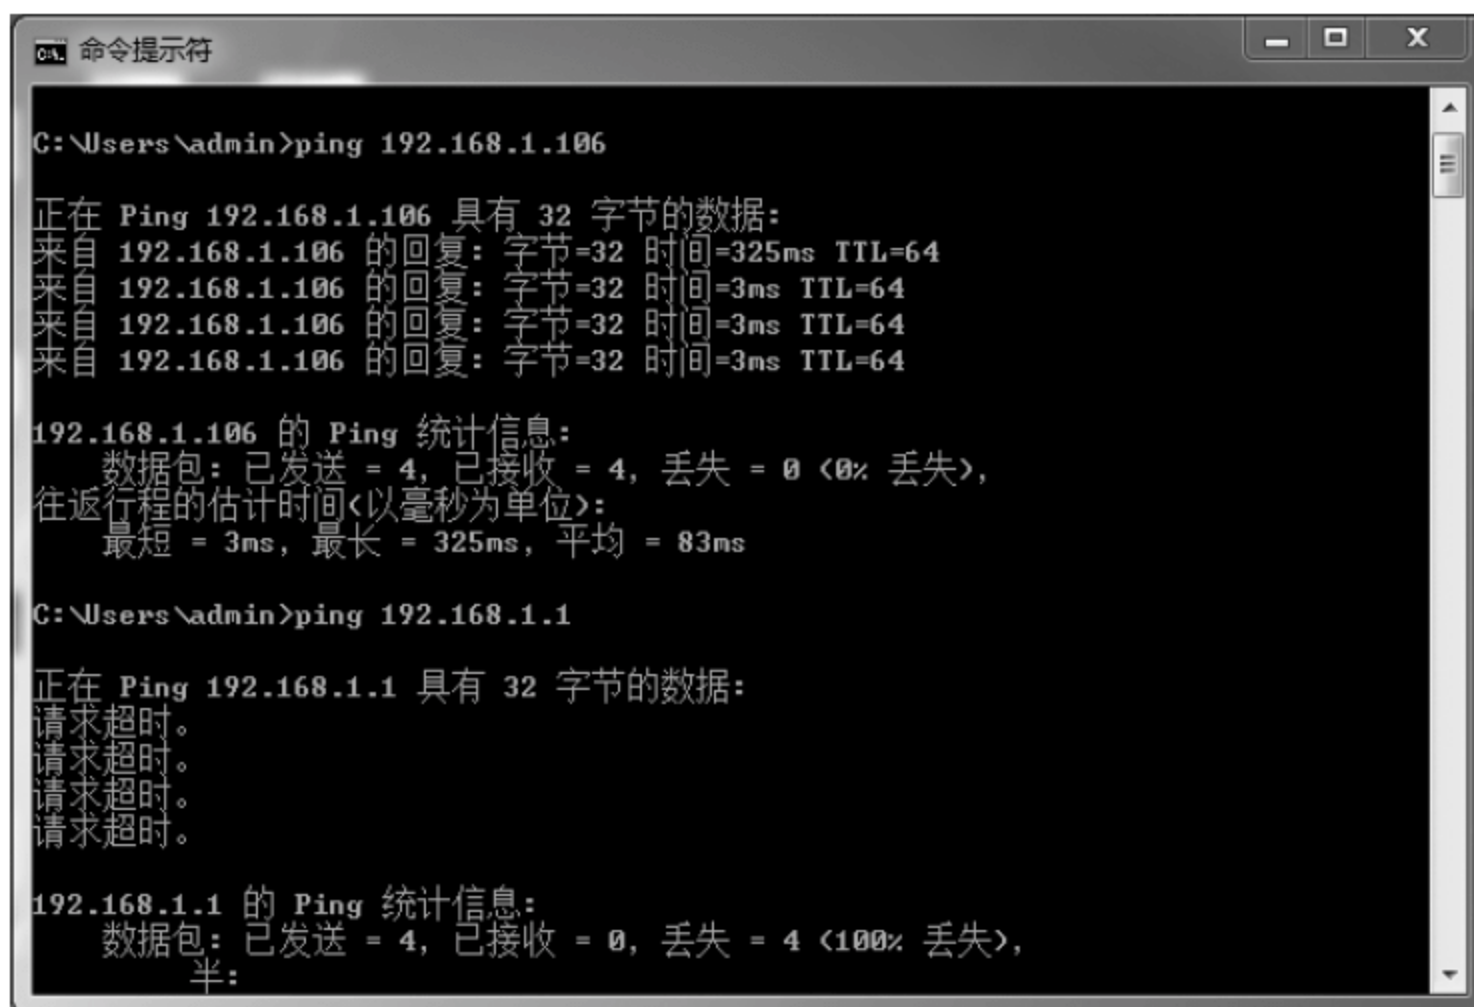 命令提示符
C:\Users\admin>ping 192.168.1.106
正在 Ping 192.168.1.106 具有 32 字节的数据:
来自 192.168.1.106 的回复: 字节=32 时间=325ms TTL=64
来自 192.168.1.106 的回复: 字节=32 时间=3ms TTL=64
来自 192.168.1.106 的回复: 字节=32 时间=3ms TTL=64
来自 192.168.1.106 的回复: 字节=32 时间=3ms TTL=64
192.168.1.106 的 Ping 统计信息:
数据包: 已发送 = 4, 已接收 = 4, 丢失 = 0 (0% 丢失),
往返行程的估计时间(以毫秒为单位):
最短 = 3ms, 最长 = 325ms, 平均 = 83ms
C:\Users\admin>ping 192.168.1.1
正在 Ping 192.168.1.1 具有 32 字节的数据:
请求超时。
请求超时。
请求超时。
请求超时。
192.168.1.1 的 Ping 统计信息:
数据包: 已发送 = 4, 已接收 = 0, 丢失 = 4 (100% 丢失),
半: